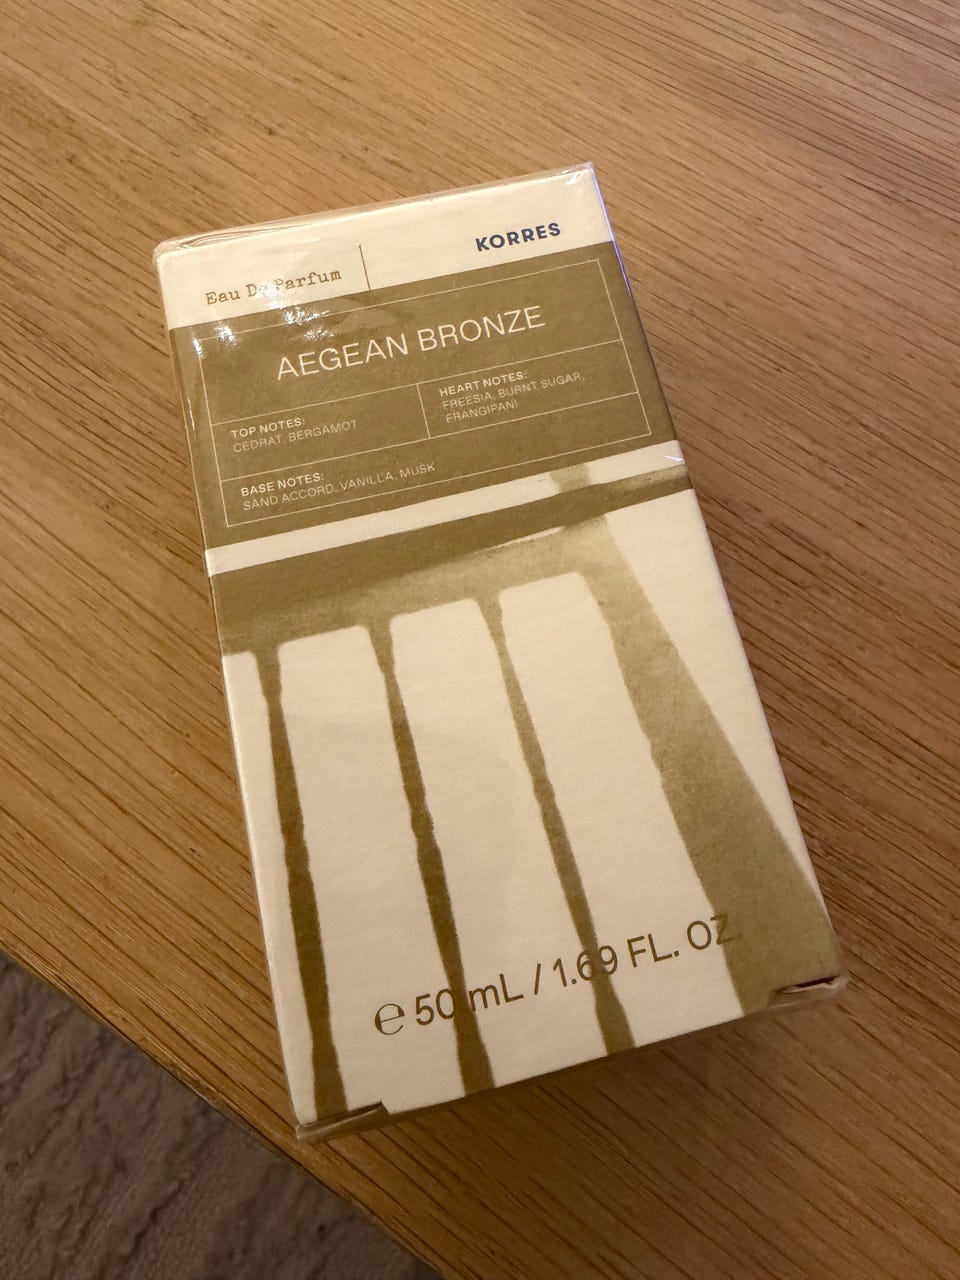 Eau De Parfum
KORRES
AEGEAN BRONZE
TOP NOTES:
CEDRAT, BERGAMOT
HEART NOTES:
FREESIA, BURNT SUGAR,
FRANGIPANI
BASE NOTES:
SAND ACCORD, VANILLA, MUSK
℮ 50 mL / 1.69 FL. OZ